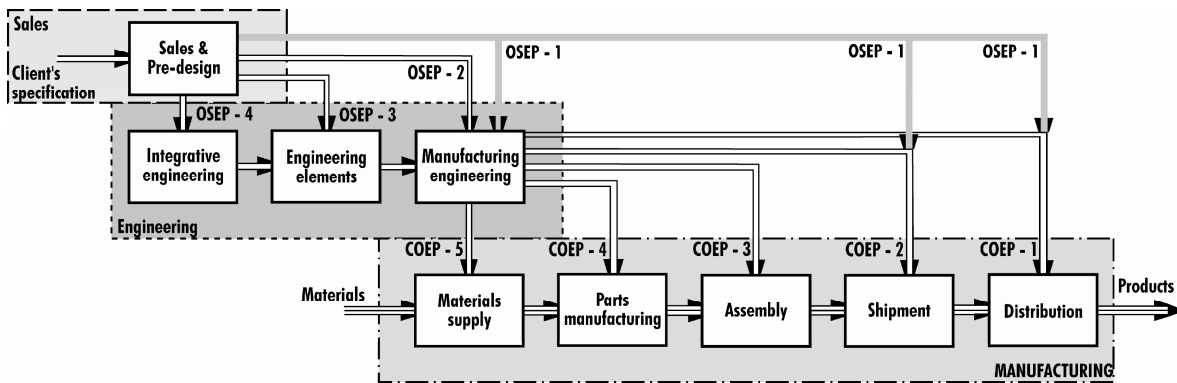 Sales
Sales &
Pre-design
Client's
specification
OSEP - 1
OSEP - 1
OSEP - 1
OSEP - 2
OSEP - 4
OSEP - 3
Integrative
engineering
Engineering
elements
Manufacturing
engineering
Engineering
COEP - 5
COEP - 4
COEP - 3
COEP - 2
COEP - 1
Materials
Materials
supply
Parts
manufacturing
Assembly
Shipment
Distribution
Products
MANUFACTURING